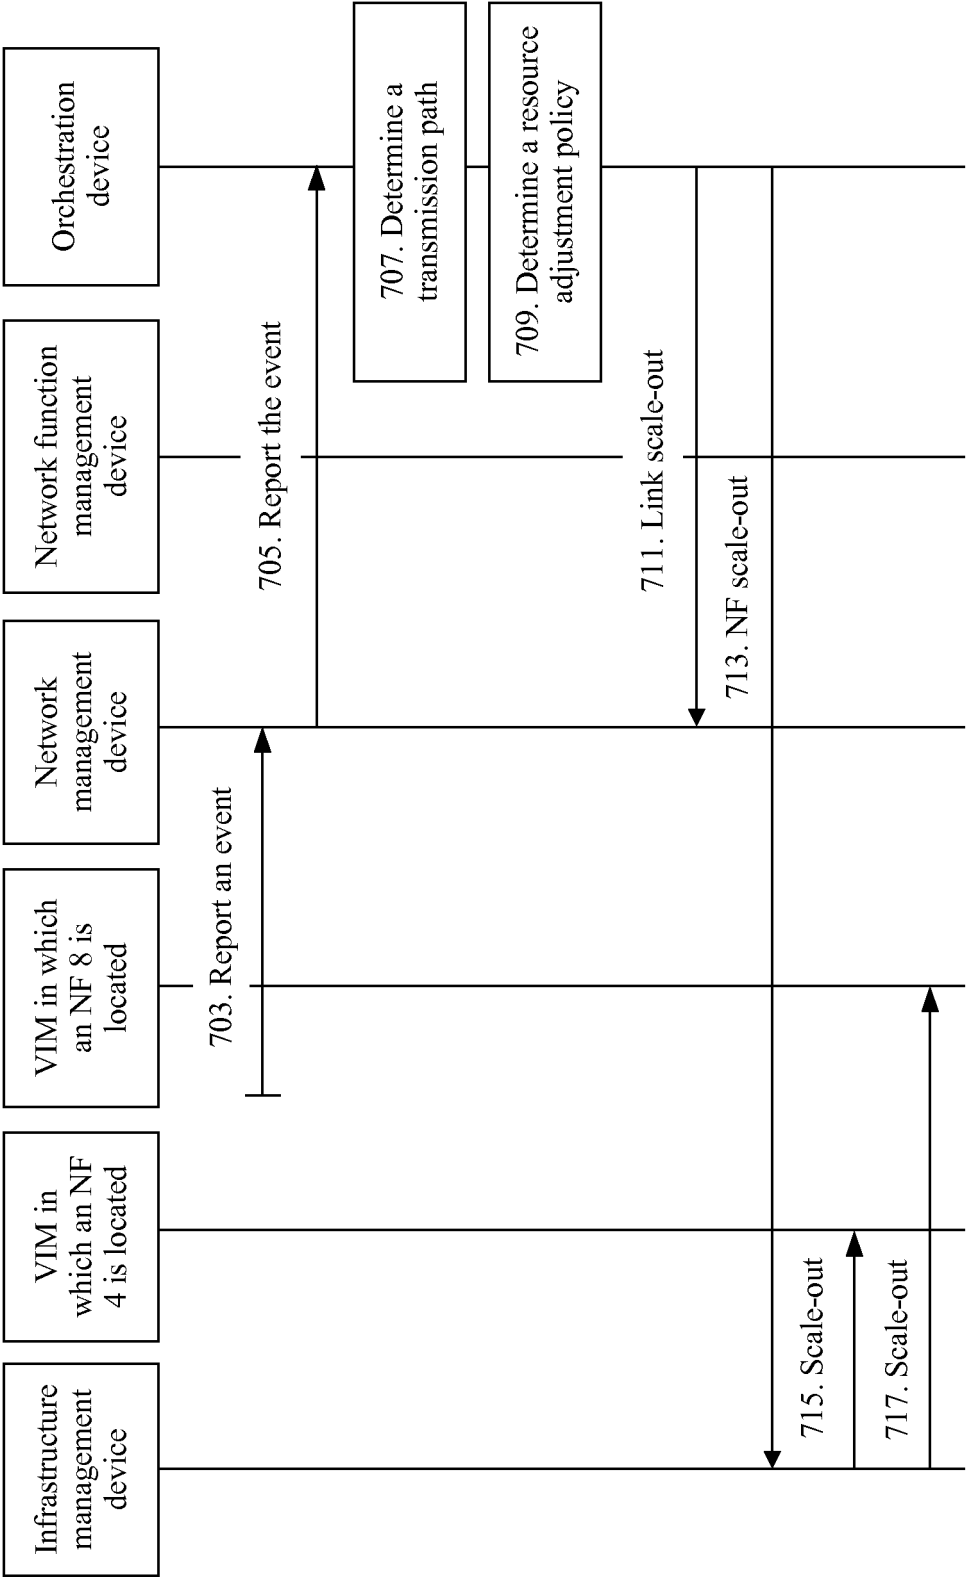 Infrastructure
management
device
VIM in
which an NF
4 is located
VIM in which
an NF 8 is
located
Network
management
device
Network function
management
device
Orchestration
device
703. Report an event
705. Report the event
707. Determine a
transmission path
709. Determine a resource
adjustment policy
711. Link scale-out
713. NF scale-out
715. Scale-out
717. Scale-out